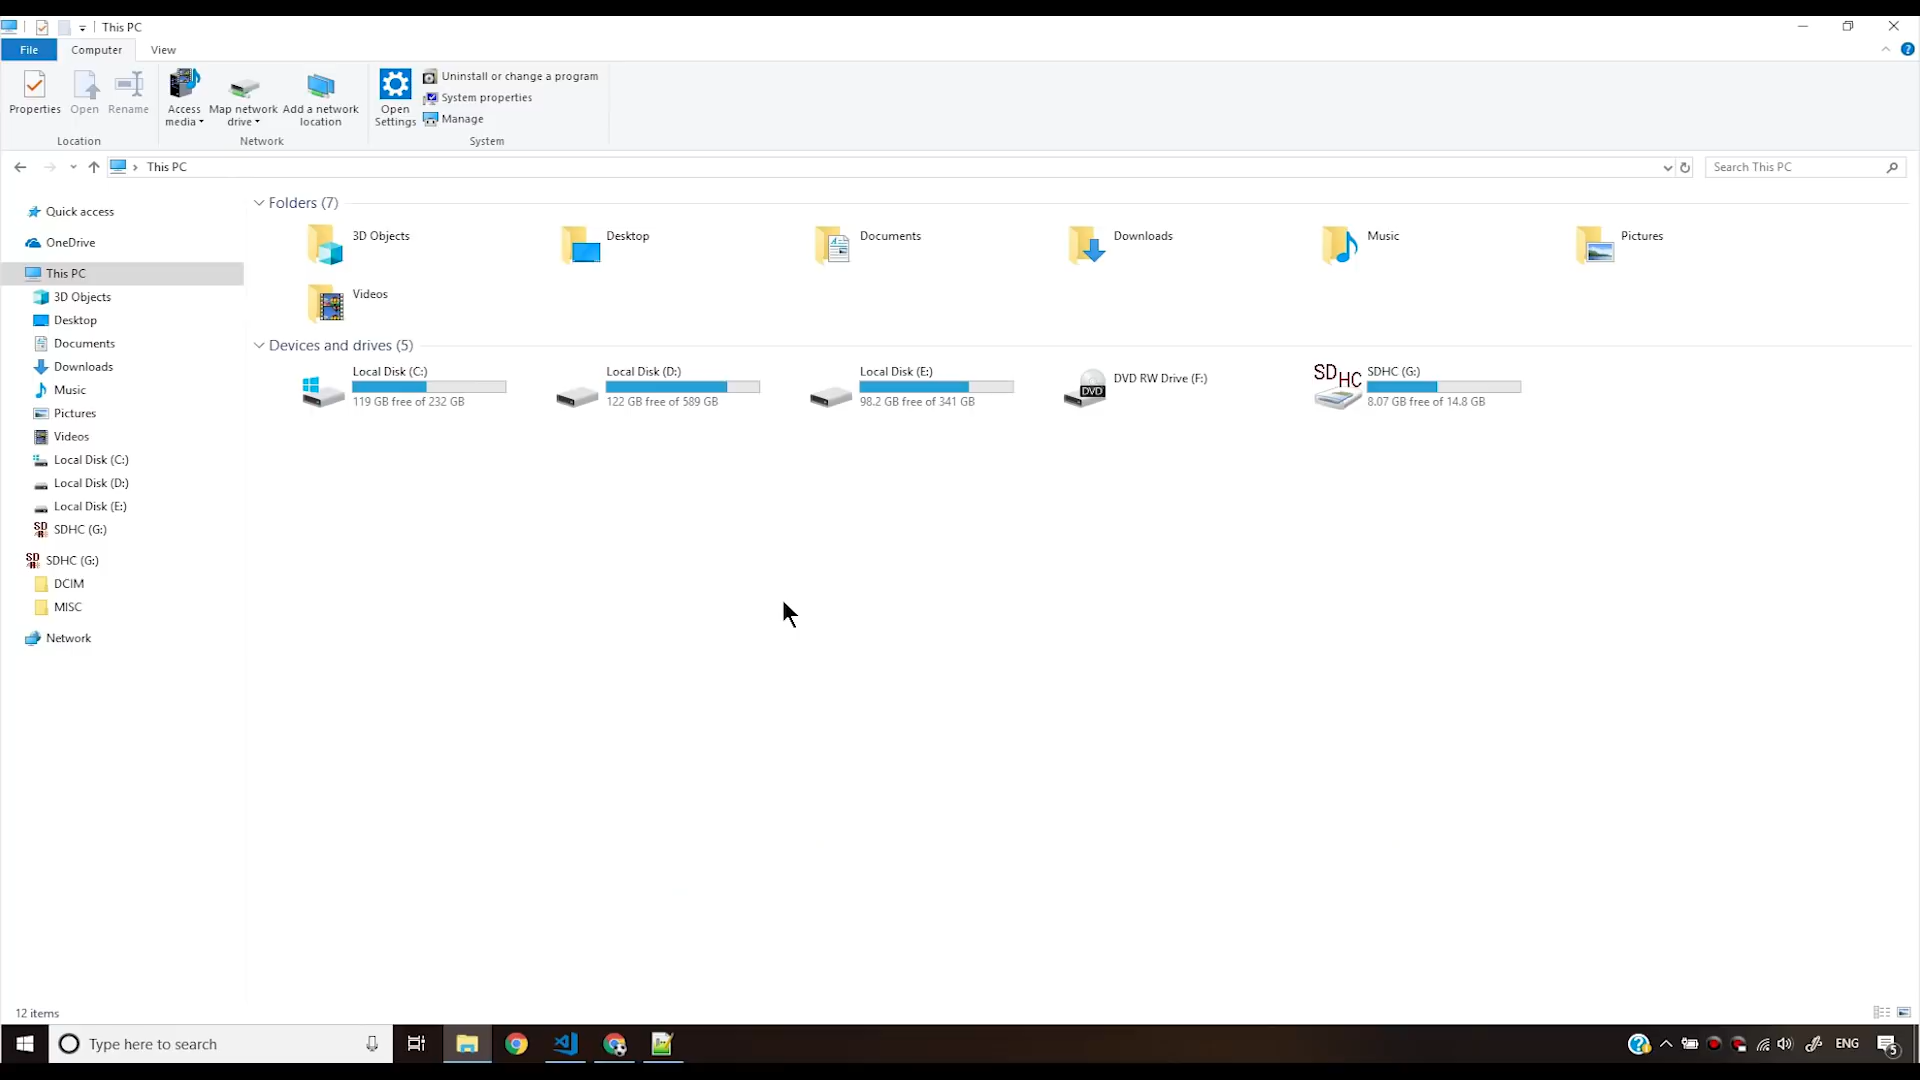 This PC
File Computer View
Uninstall or change a program
System properties
Manage
Properties Open Rename Access media Map network drive Add a network location Open Settings
Location Network System
This PC
Search This PC
Quick access
OneDrive
This PC
3D Objects
Desktop
Documents
Downloads
Music
Pictures
Videos
Local Disk (C:)
Local Disk (D:)
Local Disk (E:)
SDHC (G:)
SDHC (G:)
DCIM
MISC
Network
Folders (7)
3D Objects Desktop Documents Downloads Music Pictures
Videos
Devices and drives (5)
Local Disk (C:)
119 GB free of 232 GB
Local Disk (D:)
122 GB free of 589 GB
Local Disk (E:)
98.2 GB free of 341 GB
DVD
DVD RW Drive (F:)
SDHC
SDHC (G:)
8.07 GB free of 14.8 GB
12 items
Type here to search
ENG
5